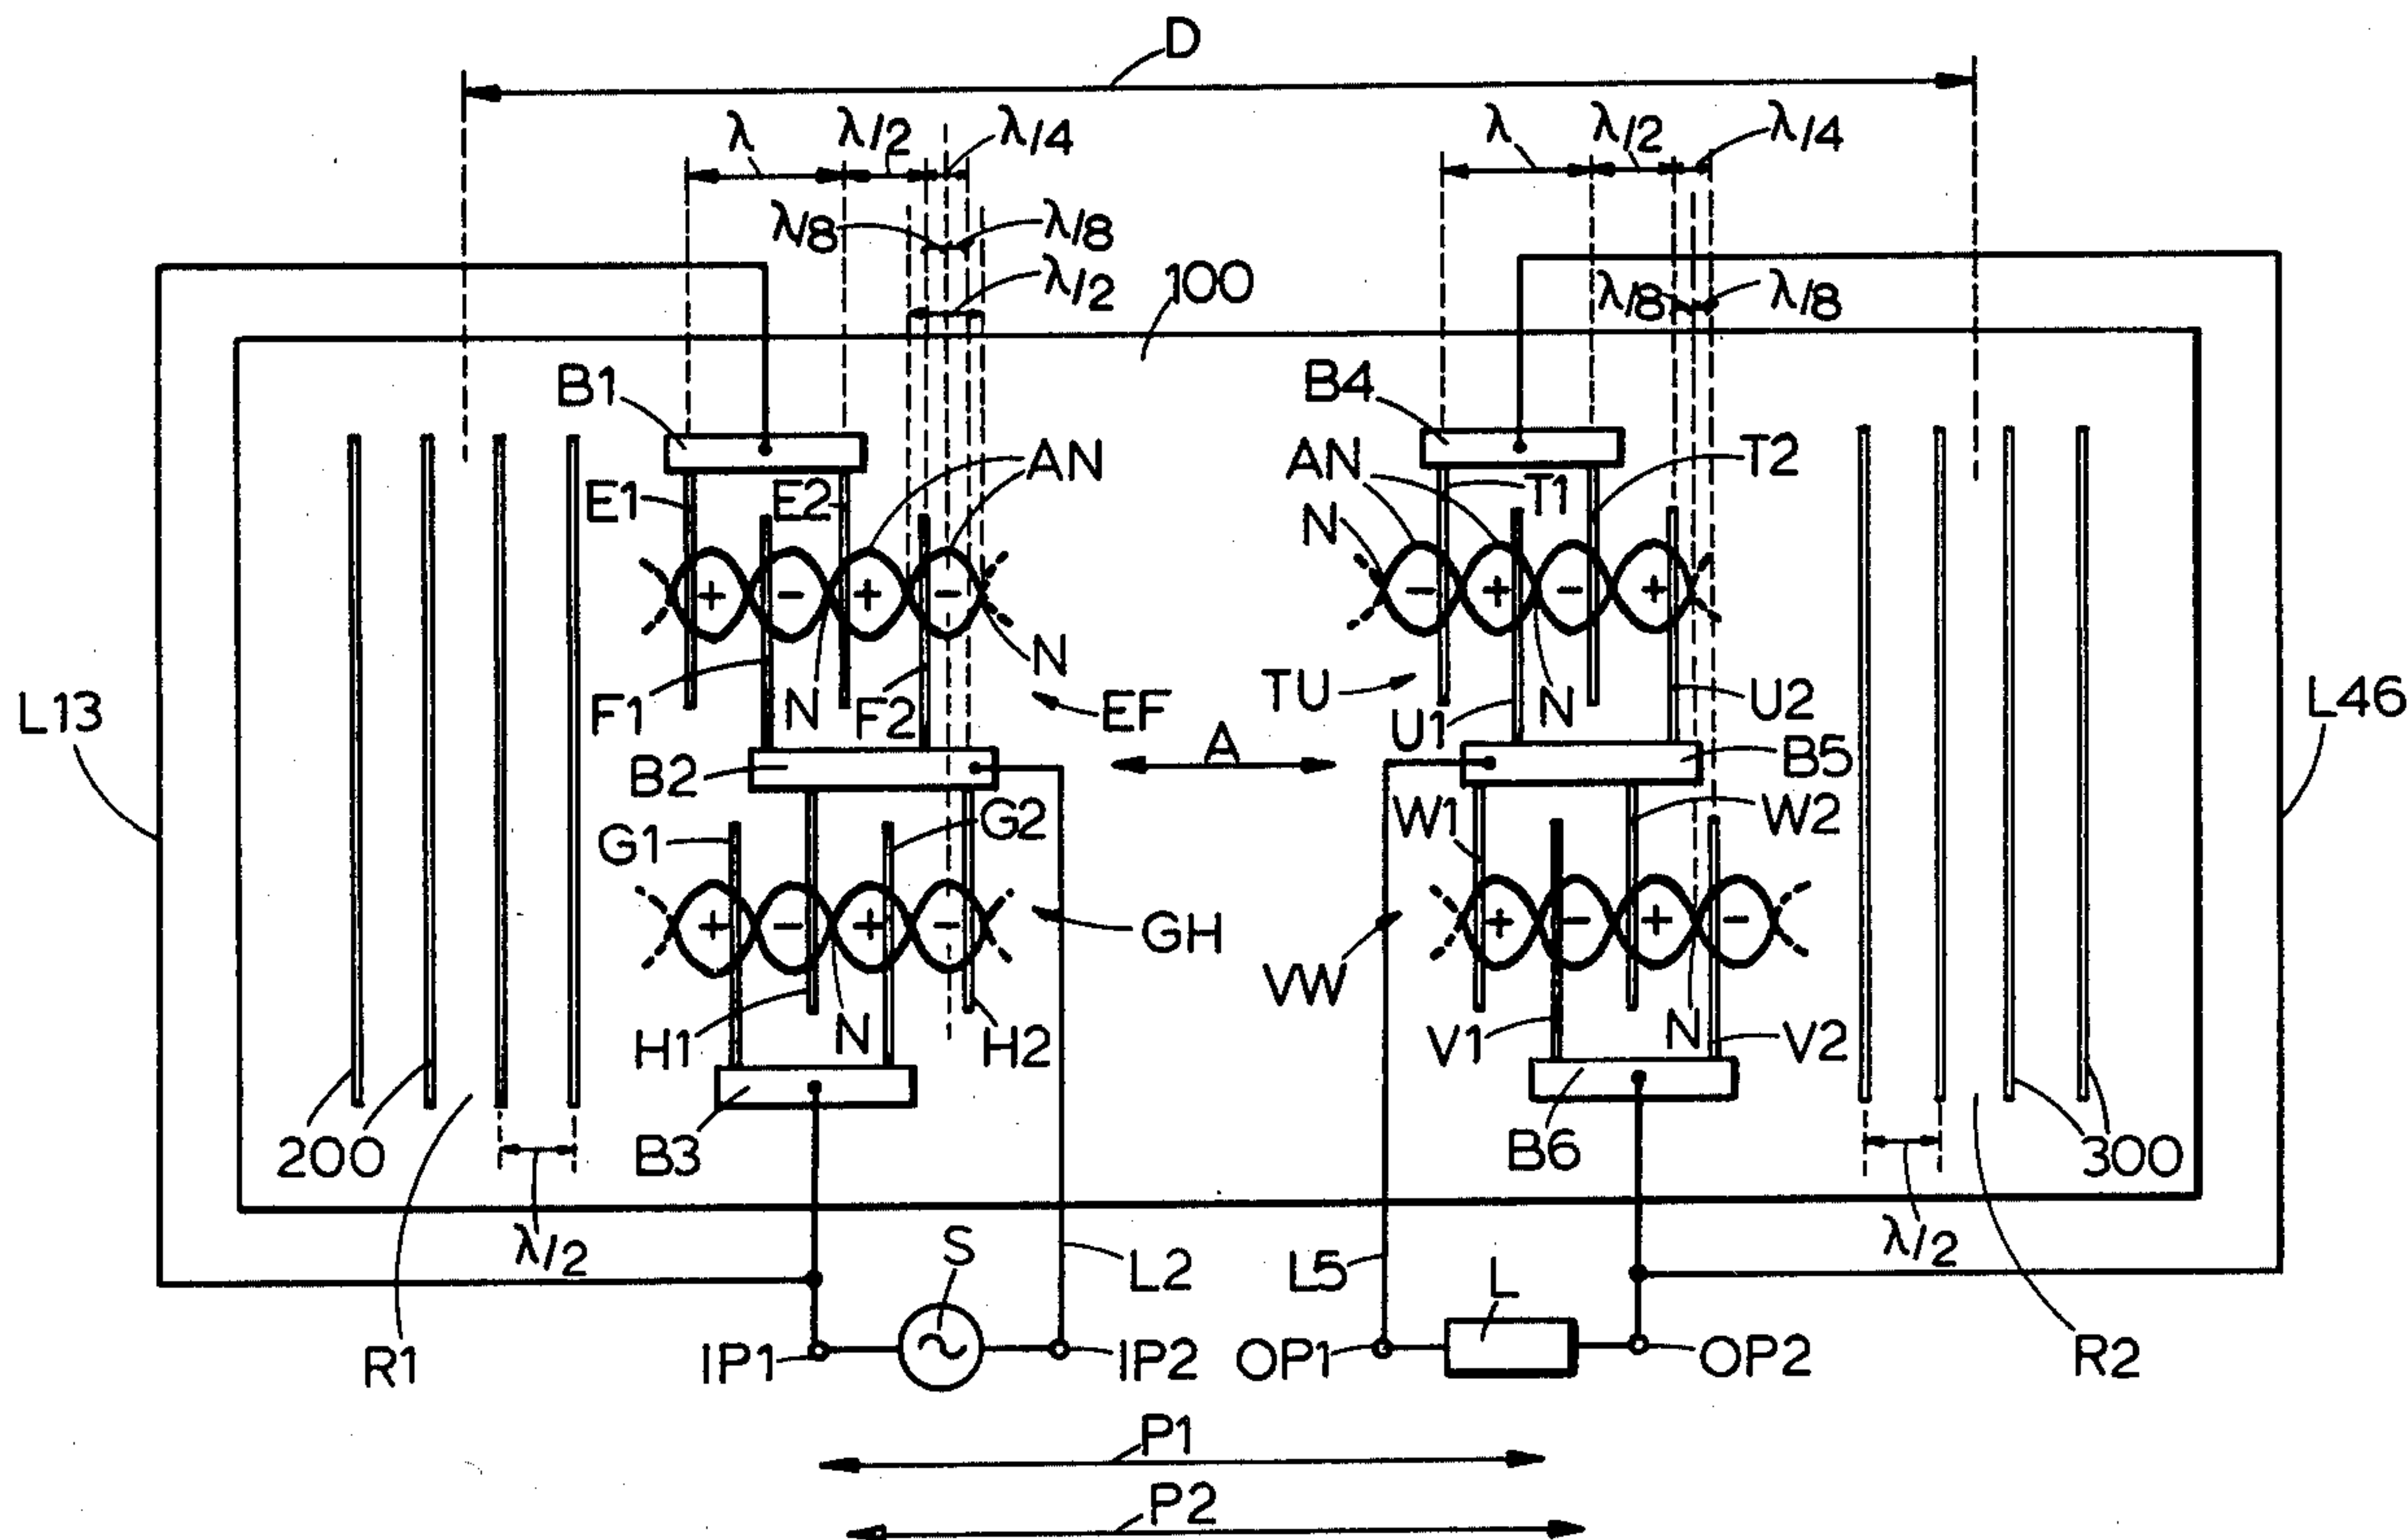 D
λ λ/2 λ/4 λ λ/2 λ/4
λ/8 λ/8
λ/2 λ/8 λ/8
100
B1 B4
AN AN T2
E1 E2 T1
N
+ - + - - + - +
N
F1 N F2 EF TU U1 N U2
L13 L46
A
B2 B5
G1 G2 W1 W2
+ - + - + - + -
GH VW
H1 N H2 V1 N V2
200 B3 B6 300
λ/2 S L2 L5 L λ/2
R1 IP1 ~ IP2 OP1 OP2 R2
P1
P2